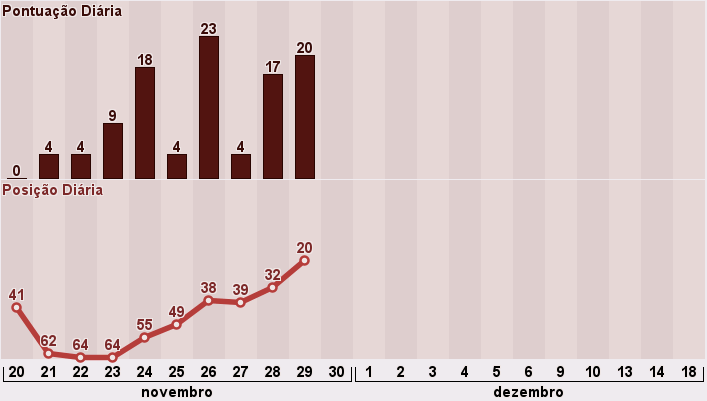 Pontuação Diária
0 4 4 9 18 4 23 4 17 20
Posição Diária
41 62 64 64 55 49 38 39 32 20
20 21 22 23 24 25 26 27 28 29 30 1 2 3 4 5 6 9 10 13 14 18
novembro dezembro